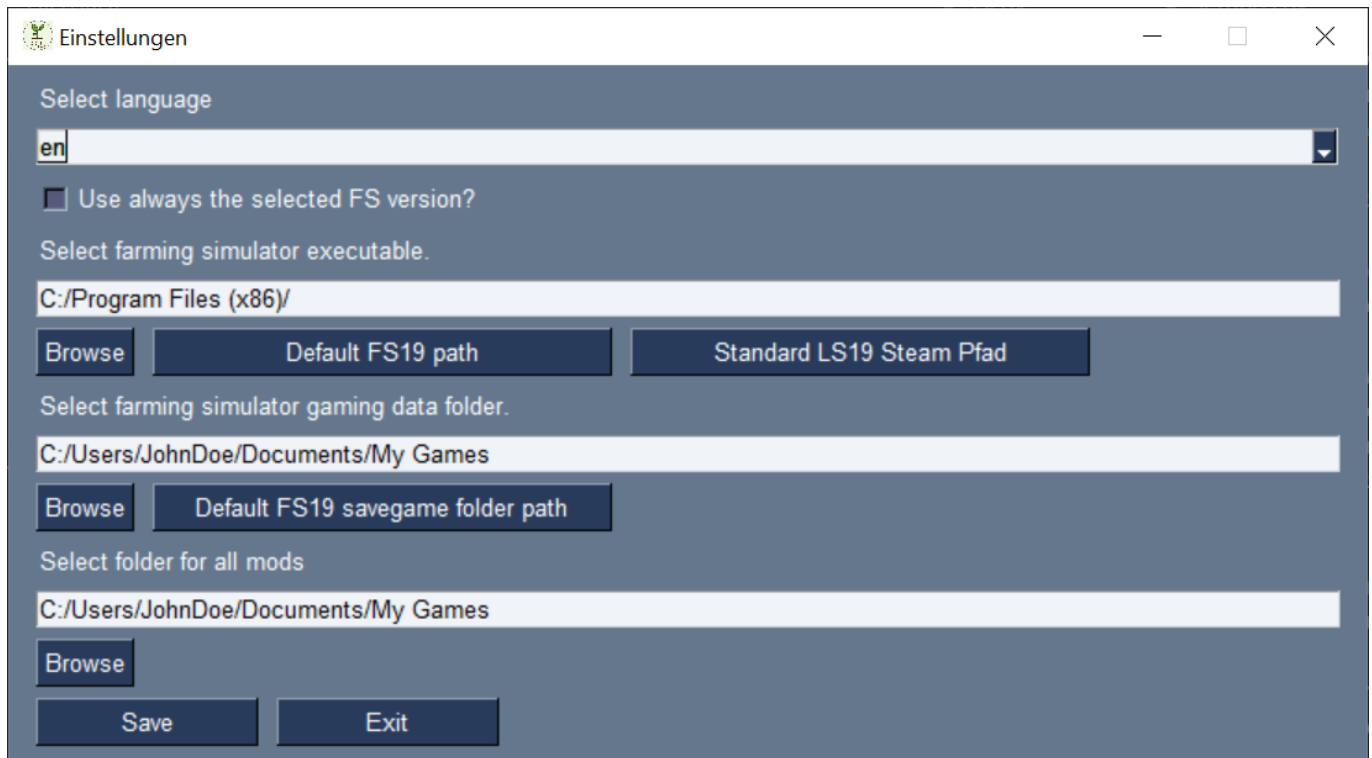 Einstellungen
Select language
en
Use always the selected FS version?
Select farming simulator executable.
C:/Program Files (x86)/
Browse Default FS19 path Standard LS19 Steam Pfad
Select farming simulator gaming data folder.
C:/Users/JohnDoe/Documents/My Games
Browse Default FS19 savegame folder path
Select folder for all mods
C:/Users/JohnDoe/Documents/My Games
Browse
Save Exit